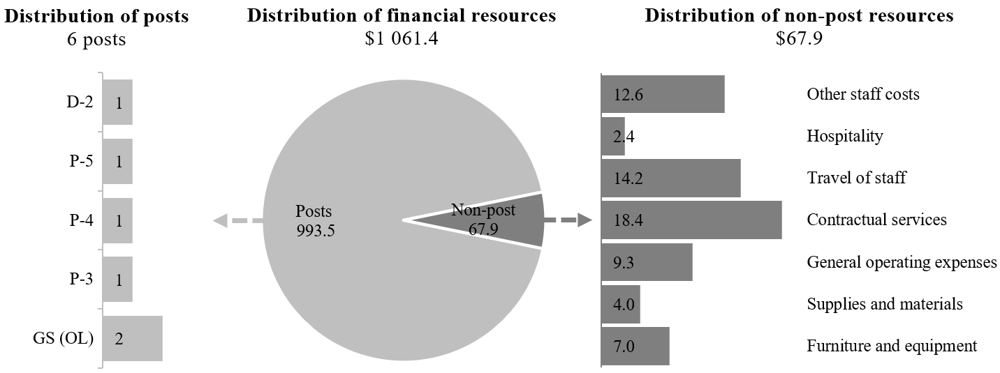 Distribution of posts
6 posts
D-2
1
P-5
1
P-4
1
P-3
1
GS (OL)
2
Distribution of financial resources
$1 061.4
Posts
993.5
Non-post
67.9
Distribution of non-post resources
$67.9
12.6 Other staff costs
2.4 Hospitality
14.2 Travel of staff
18.4 Contractual services
9.3 General operating expenses
4.0 Supplies and materials
7.0 Furniture and equipment